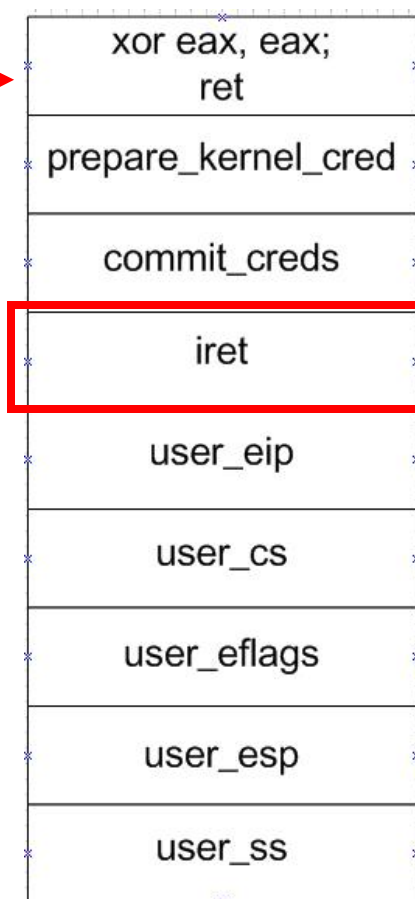 xor eax, eax;
ret
prepare_kernel_cred
commit_creds
iret
user_eip
user_cs
user_eflags
user_esp
user_ss